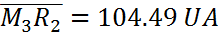 \overline{M_3R_2} = 104.49 UA